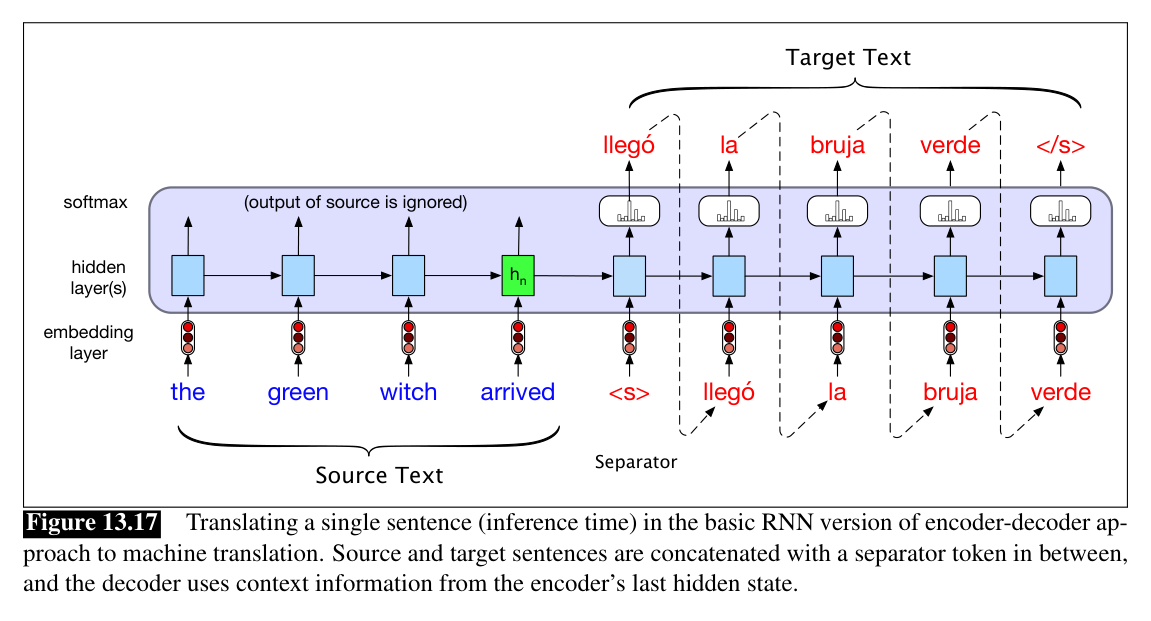 Target Text
llegó la bruja verde </s>
softmax (output of source is ignored)
hidden
layer(s)
hn
embedding
layer
the green witch arrived <s> llegó la bruja verde
Separator
Source Text
Figure 13.17 Translating a single sentence (inference time) in the basic RNN version of encoder-decoder ap-
proach to machine translation. Source and target sentences are concatenated with a separator token in between,
and the decoder uses context information from the encoder's last hidden state.